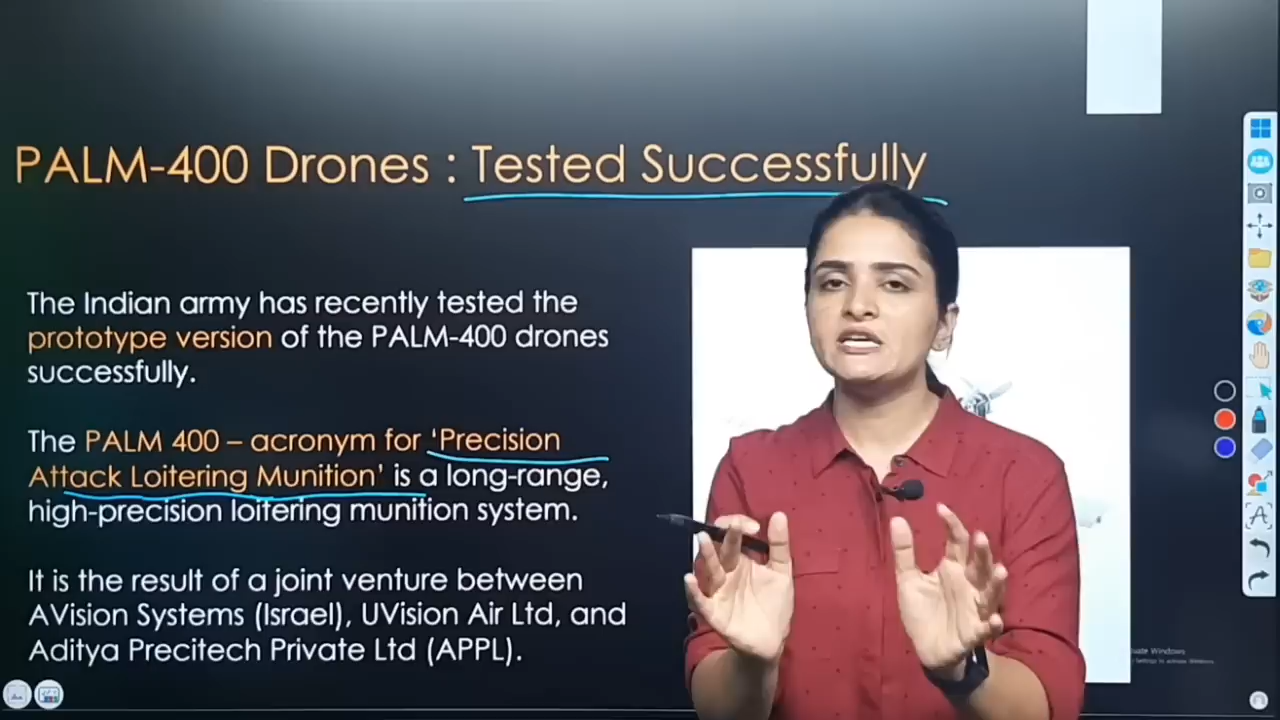 PALM-400 Drones : Tested Successfully
The Indian army has recently tested the
prototype version of the PALM-400 drones
successfully.
The PALM 400 – acronym for ‘Precision
Attack Loitering Munition’ is a long-range,
high-precision loitering munition system.
It is the result of a joint venture between
AVision Systems (Israel), UVision Air Ltd, and
Aditya Precitech Private Ltd (APPL).